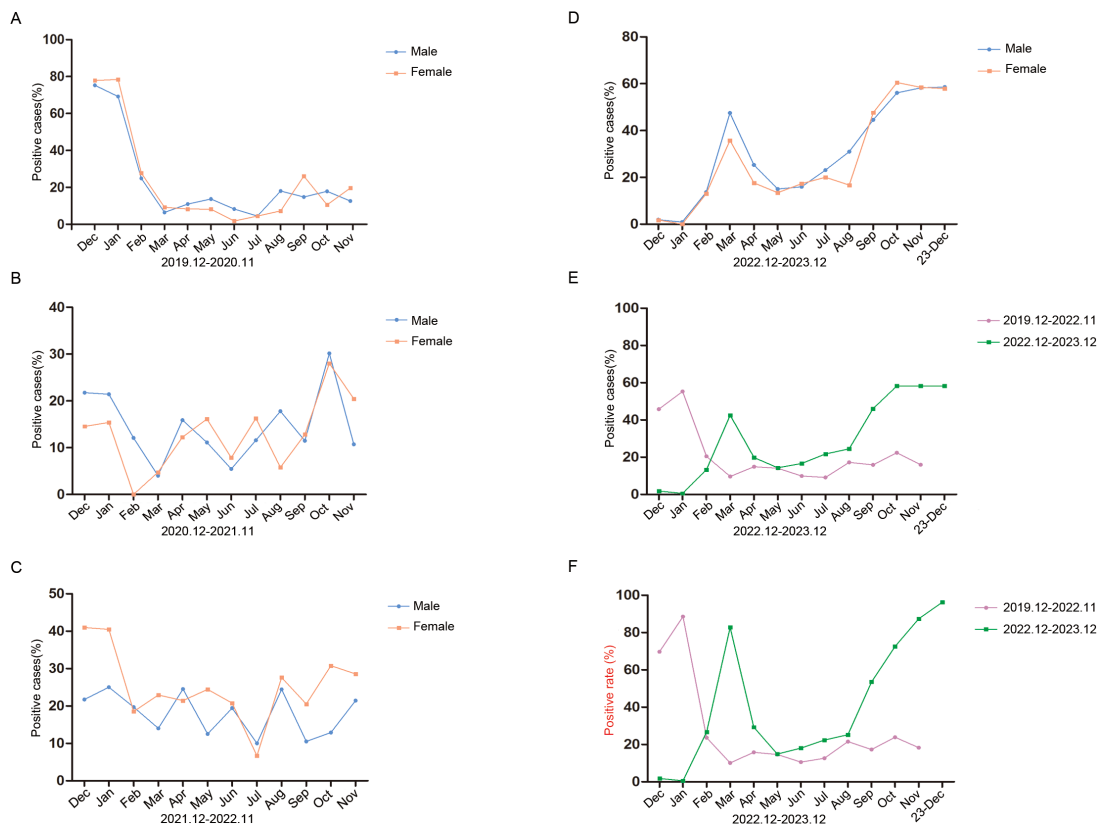 A
Positive cases(%)
100
80
60
40
20
0
Dec Jan Feb Mar Apr May Jun Jul Aug Sep Oct Nov
2019.12-2020.11
Male
Female
B
Positive cases(%)
40
30
20
10
0
Dec Jan Feb Mar Apr May Jun Jul Aug Sep Oct Nov
2020.12-2021.11
Male
Female
C
Positive cases(%)
50
40
30
20
10
0
Dec Jan Feb Mar Apr May Jun Jul Aug Sep Oct Nov
2021.12-2022.11
Male
Female
D
Positive cases(%)
80
60
40
20
0
Dec Jan Feb Mar Apr May Jun Jul Aug Sep Oct Nov 23-Dec
2022.12-2023.12
Male
Female
E
Positive cases(%)
100
80
60
40
20
0
Dec Jan Feb Mar Apr May Jun Jul Aug Sep Oct Nov 23-Dec
2022.12-2023.12
2019.12-2022.11
2022.12-2023.12
F
Positive rate (%)
100
80
60
40
20
0
Dec Jan Feb Mar Apr May Jun Jul Aug Sep Oct Nov 23-Dec
2022.12-2023.12
2019.12-2022.11
2022.12-2023.12